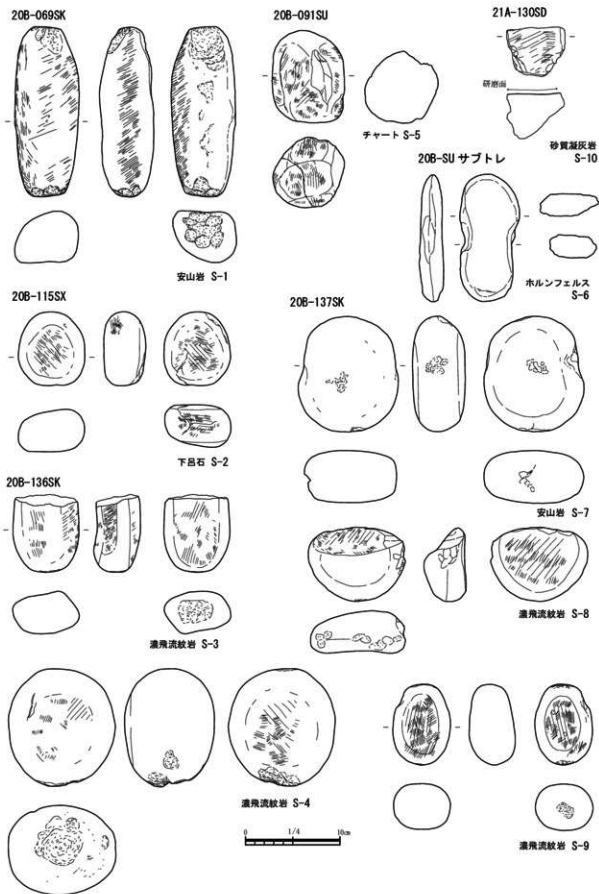 20B-069SK
安山岩 S-1
20B-115SX
下呂石 S-2
20B-136SK
濃飛流紋岩 S-3
濃飛流紋岩 S-4
0 1/4 10cm
20B-091SU
チャート S-5
21A-130SD
研磨面
砂質凝灰岩
S-10
20B-SU サブトレ
ホルンフェルス
S-6
20B-137SK
安山岩 S-7
濃飛流紋岩 S-8
濃飛流紋岩 S-9